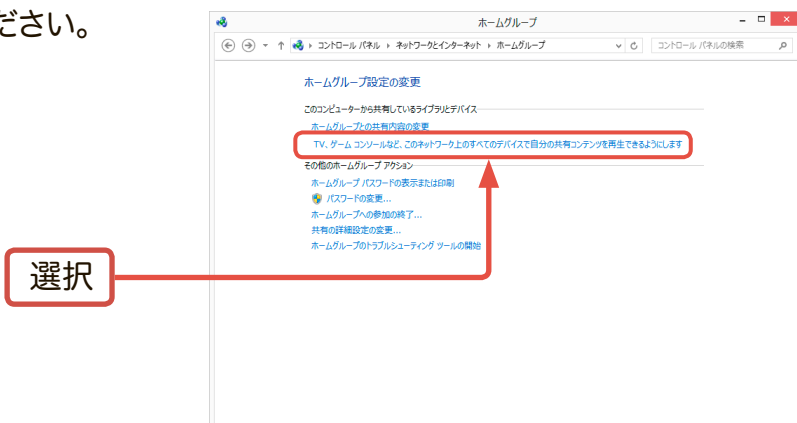 ださい。
ホームグループ
コントロール パネル ▸ ネットワークとインターネット ▸ ホームグループ
コントロール パネルの検索
ホームグループ設定の変更
このコンピューターから共有しているライブラリとデバイス
ホームグループとの共有内容の変更
TV、ゲーム コンソールなど、このネットワーク上のすべてのデバイスで自分の共有コンテンツを再生できるようにします
その他のホームグループ アクション
ホームグループ パスワードの表示または印刷
パスワードの変更...
ホームグループへの参加の終了...
共有の詳細設定の変更...
ホームグループのトラブルシューティング ツールの開始
選択